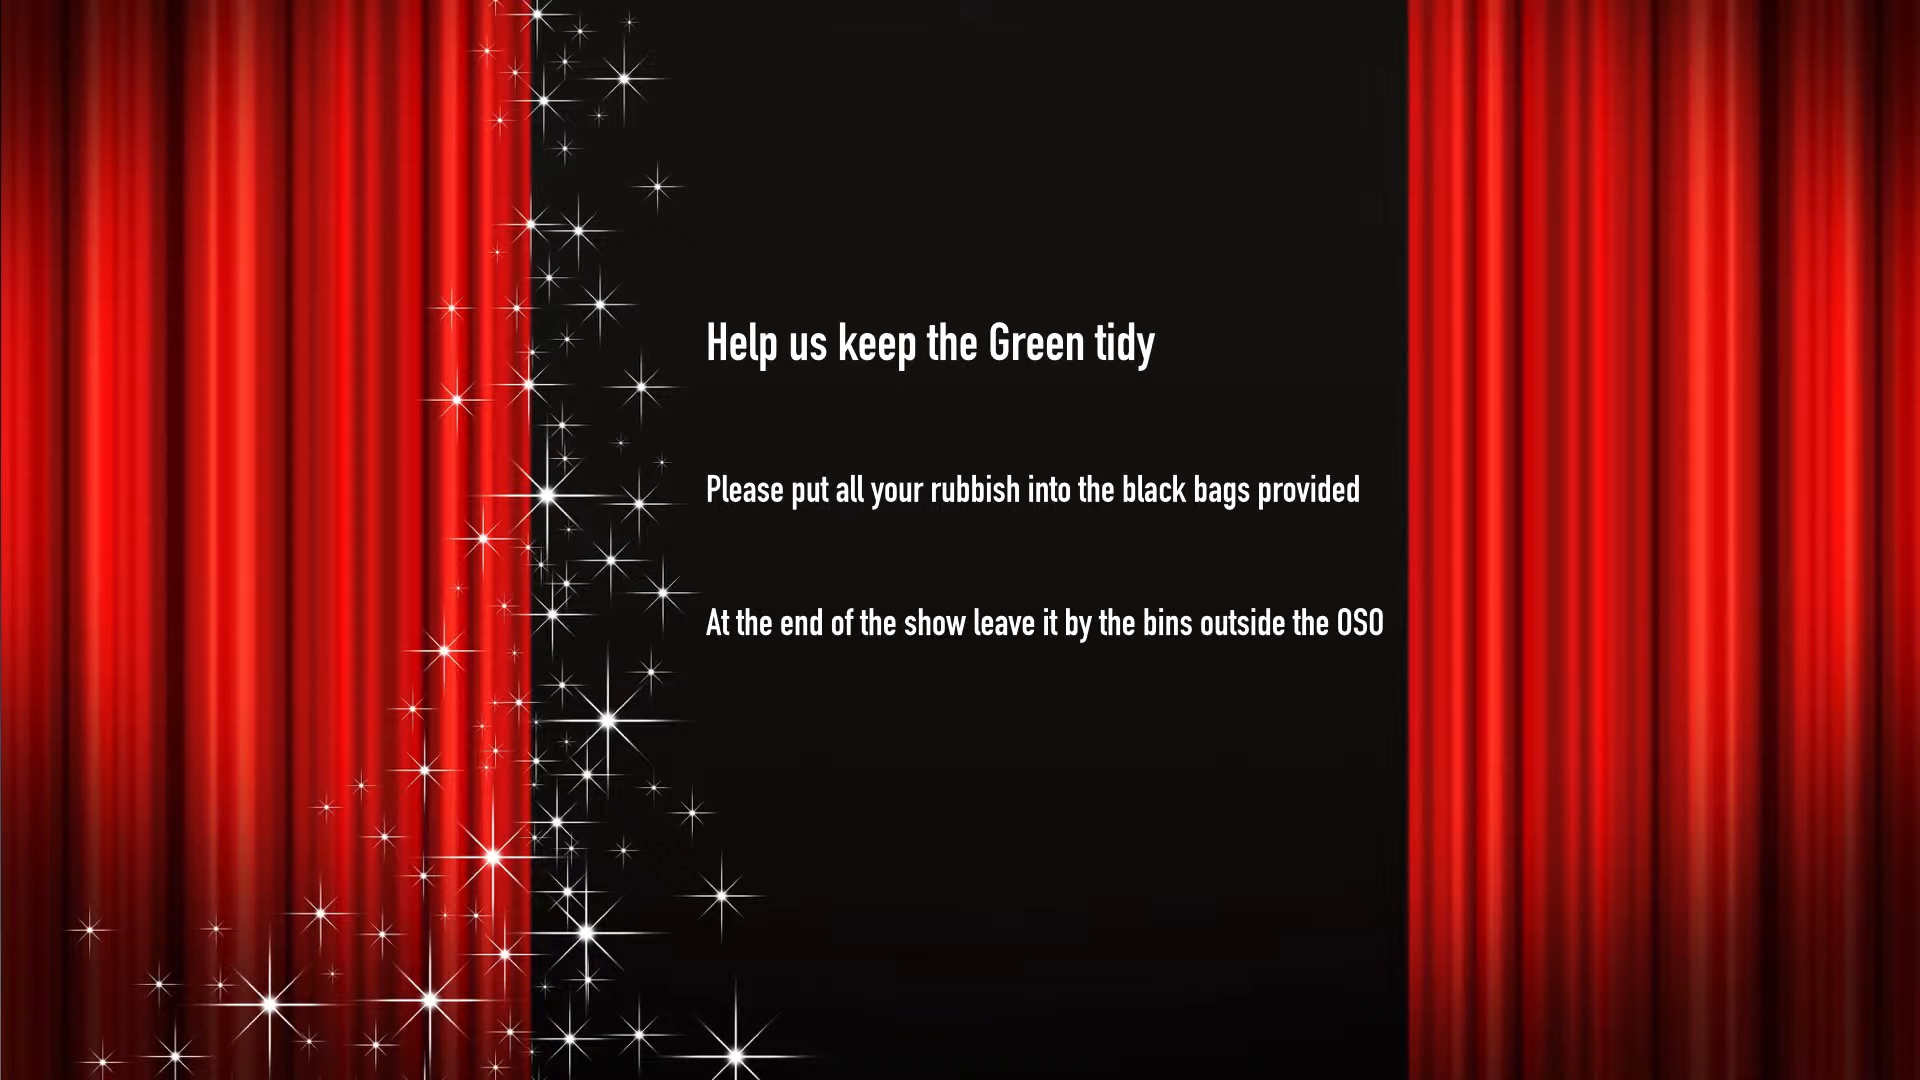 Help us keep the Green tidy
Please put all your rubbish into the black bags provided
At the end of the show leave it by the bins outside the OSO